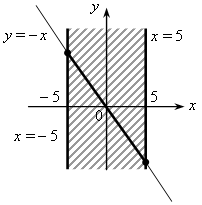 y
y = −x
x = 5
− 5
5
x
0
x = − 5